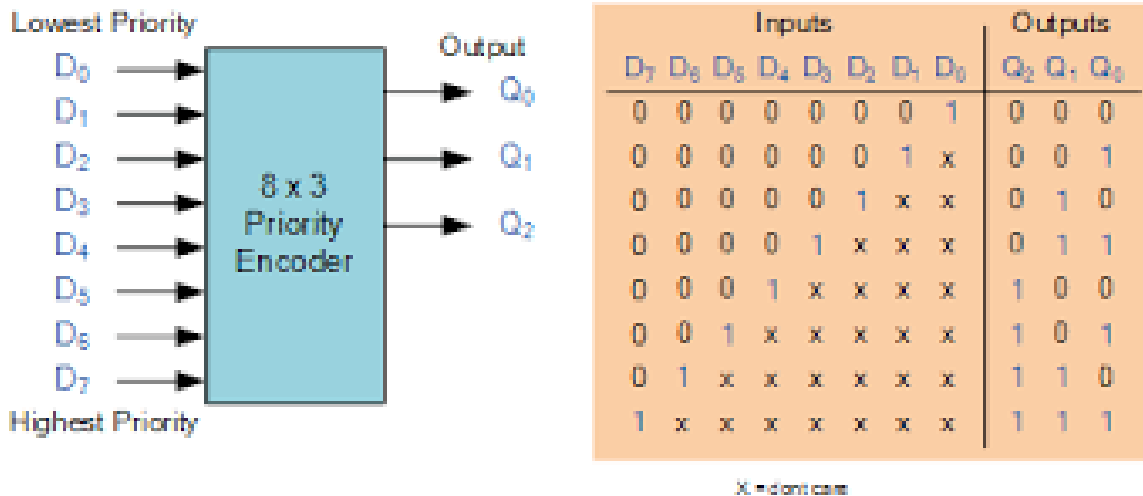 Lowest Priority
D₀
D₁
D₂
D₃
D₄
D₅
D₆
D₇
Highest Priority
8 x 3
Priority
Encoder
Output
Q₀
Q₁
Q₂
Inputs Outputs
D₇ D₆ D₅ D₄ D₃ D₂ D₁ D₀ Q₂ Q₁ Q₀
0 0 0 0 0 0 0 1 0 0 0
0 0 0 0 0 0 1 x 0 0 1
0 0 0 0 0 1 x x 0 1 0
0 0 0 0 1 x x x 0 1 1
0 0 0 1 x x x x 1 0 0
0 0 1 x x x x x 1 0 1
0 1 x x x x x x 1 1 0
1 x x x x x x x 1 1 1
X = dont care